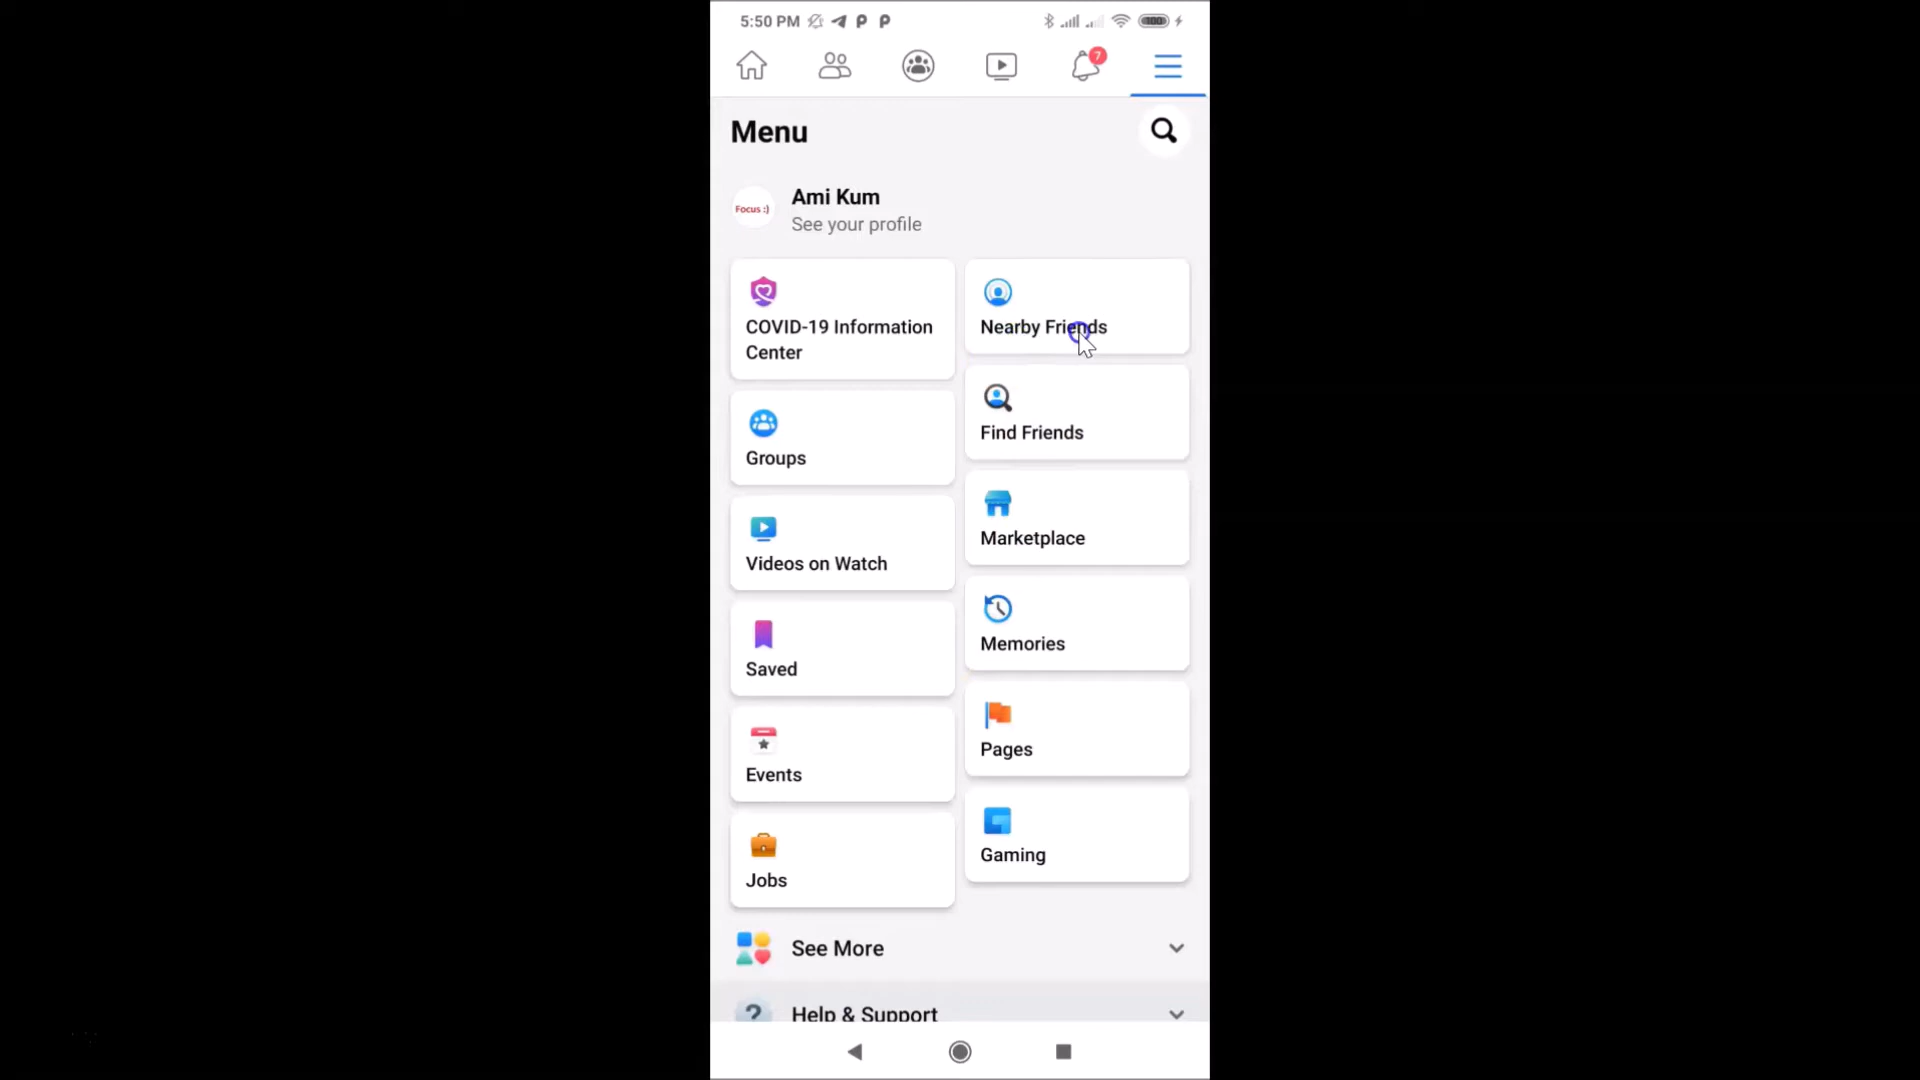 5:50 PM
7
Menu
Focus :)
Ami Kum
See your profile
COVID-19 Information
Center
Nearby Friends
Find Friends
Groups
Marketplace
Videos on Watch
Memories
Saved
Pages
Events
Gaming
Jobs
See More
Help & Support